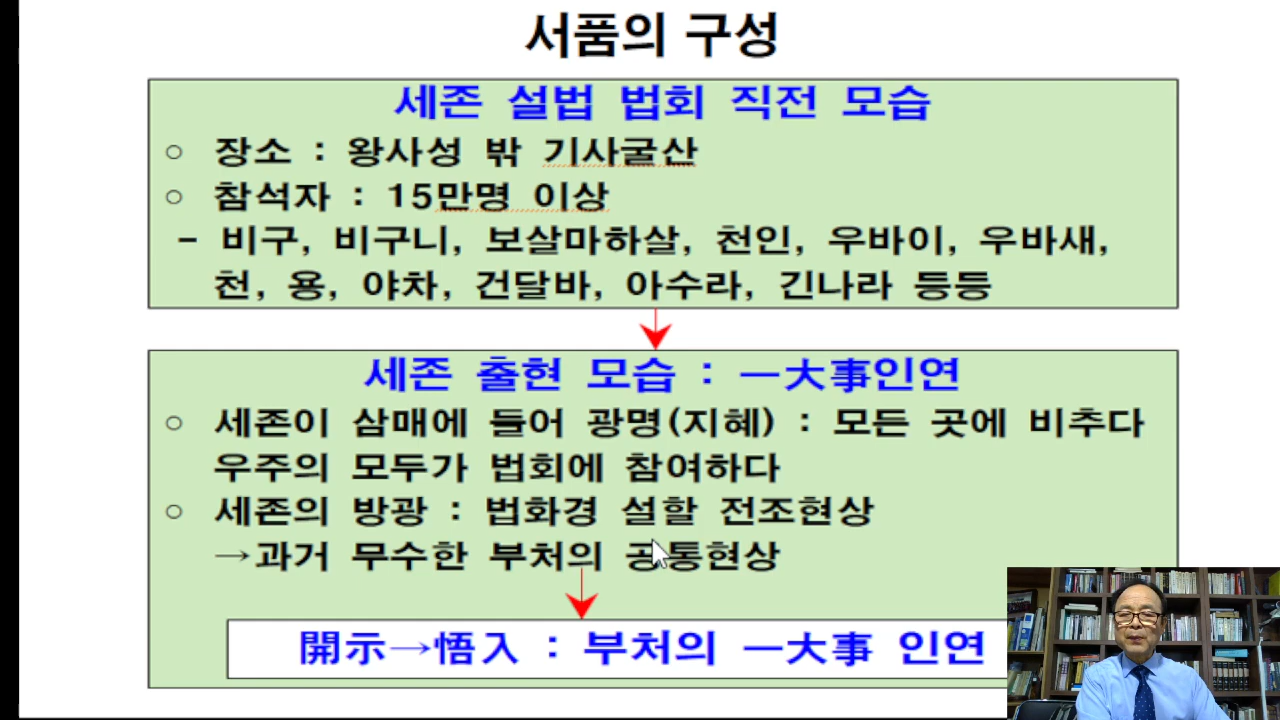 서품의 구성
세존 설법 법회 직전 모습
○ 장소 : 왕사성 밖 기사굴산
○ 참석자 : 15만명 이상
- 비구, 비구니, 보살마하살, 천인, 우바이, 우바새,
천, 용, 야차, 건달바, 아수라, 긴나라 등등
세존 출현 모습 : 一大事인연
○ 세존이 삼매에 들어 광명(지혜) : 모든 곳에 비추다
우주의 모두가 법회에 참여하다
○ 세존의 방광 : 법화경 설할 전조현상
→과거 무수한 부처의 공통현상
開示→悟入 : 부처의 一大事 인연